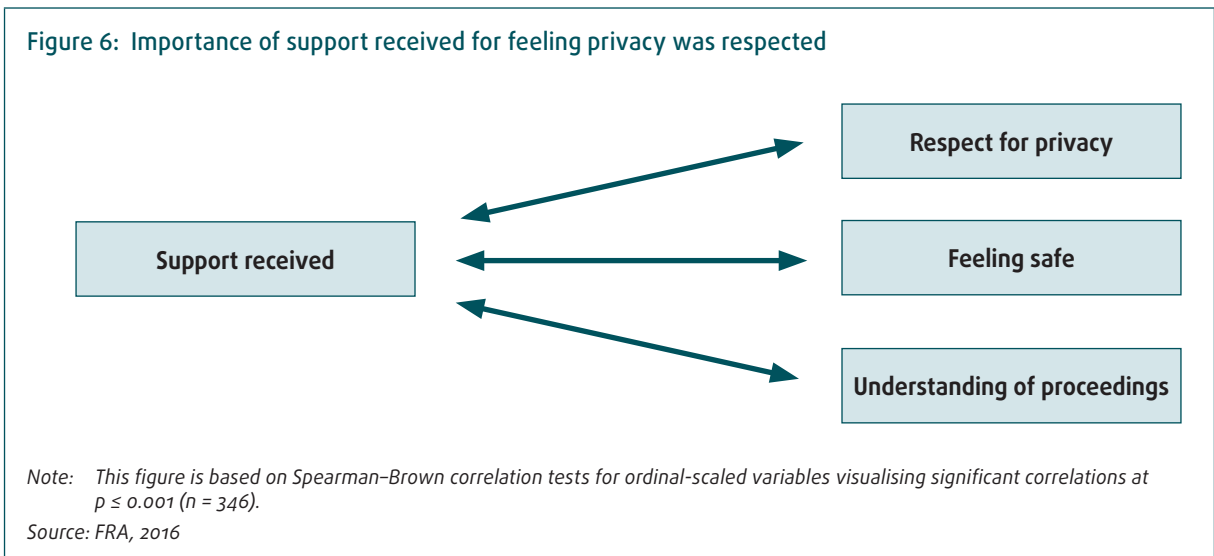 Figure 6: Importance of support received for feeling privacy was respected
Respect for privacy
Support received
Feeling safe
Understanding of proceedings
Note: This figure is based on Spearman–Brown correlation tests for ordinal-scaled variables visualising significant correlations at
p ≤ 0.001 (n = 346).
Source: FRA, 2016